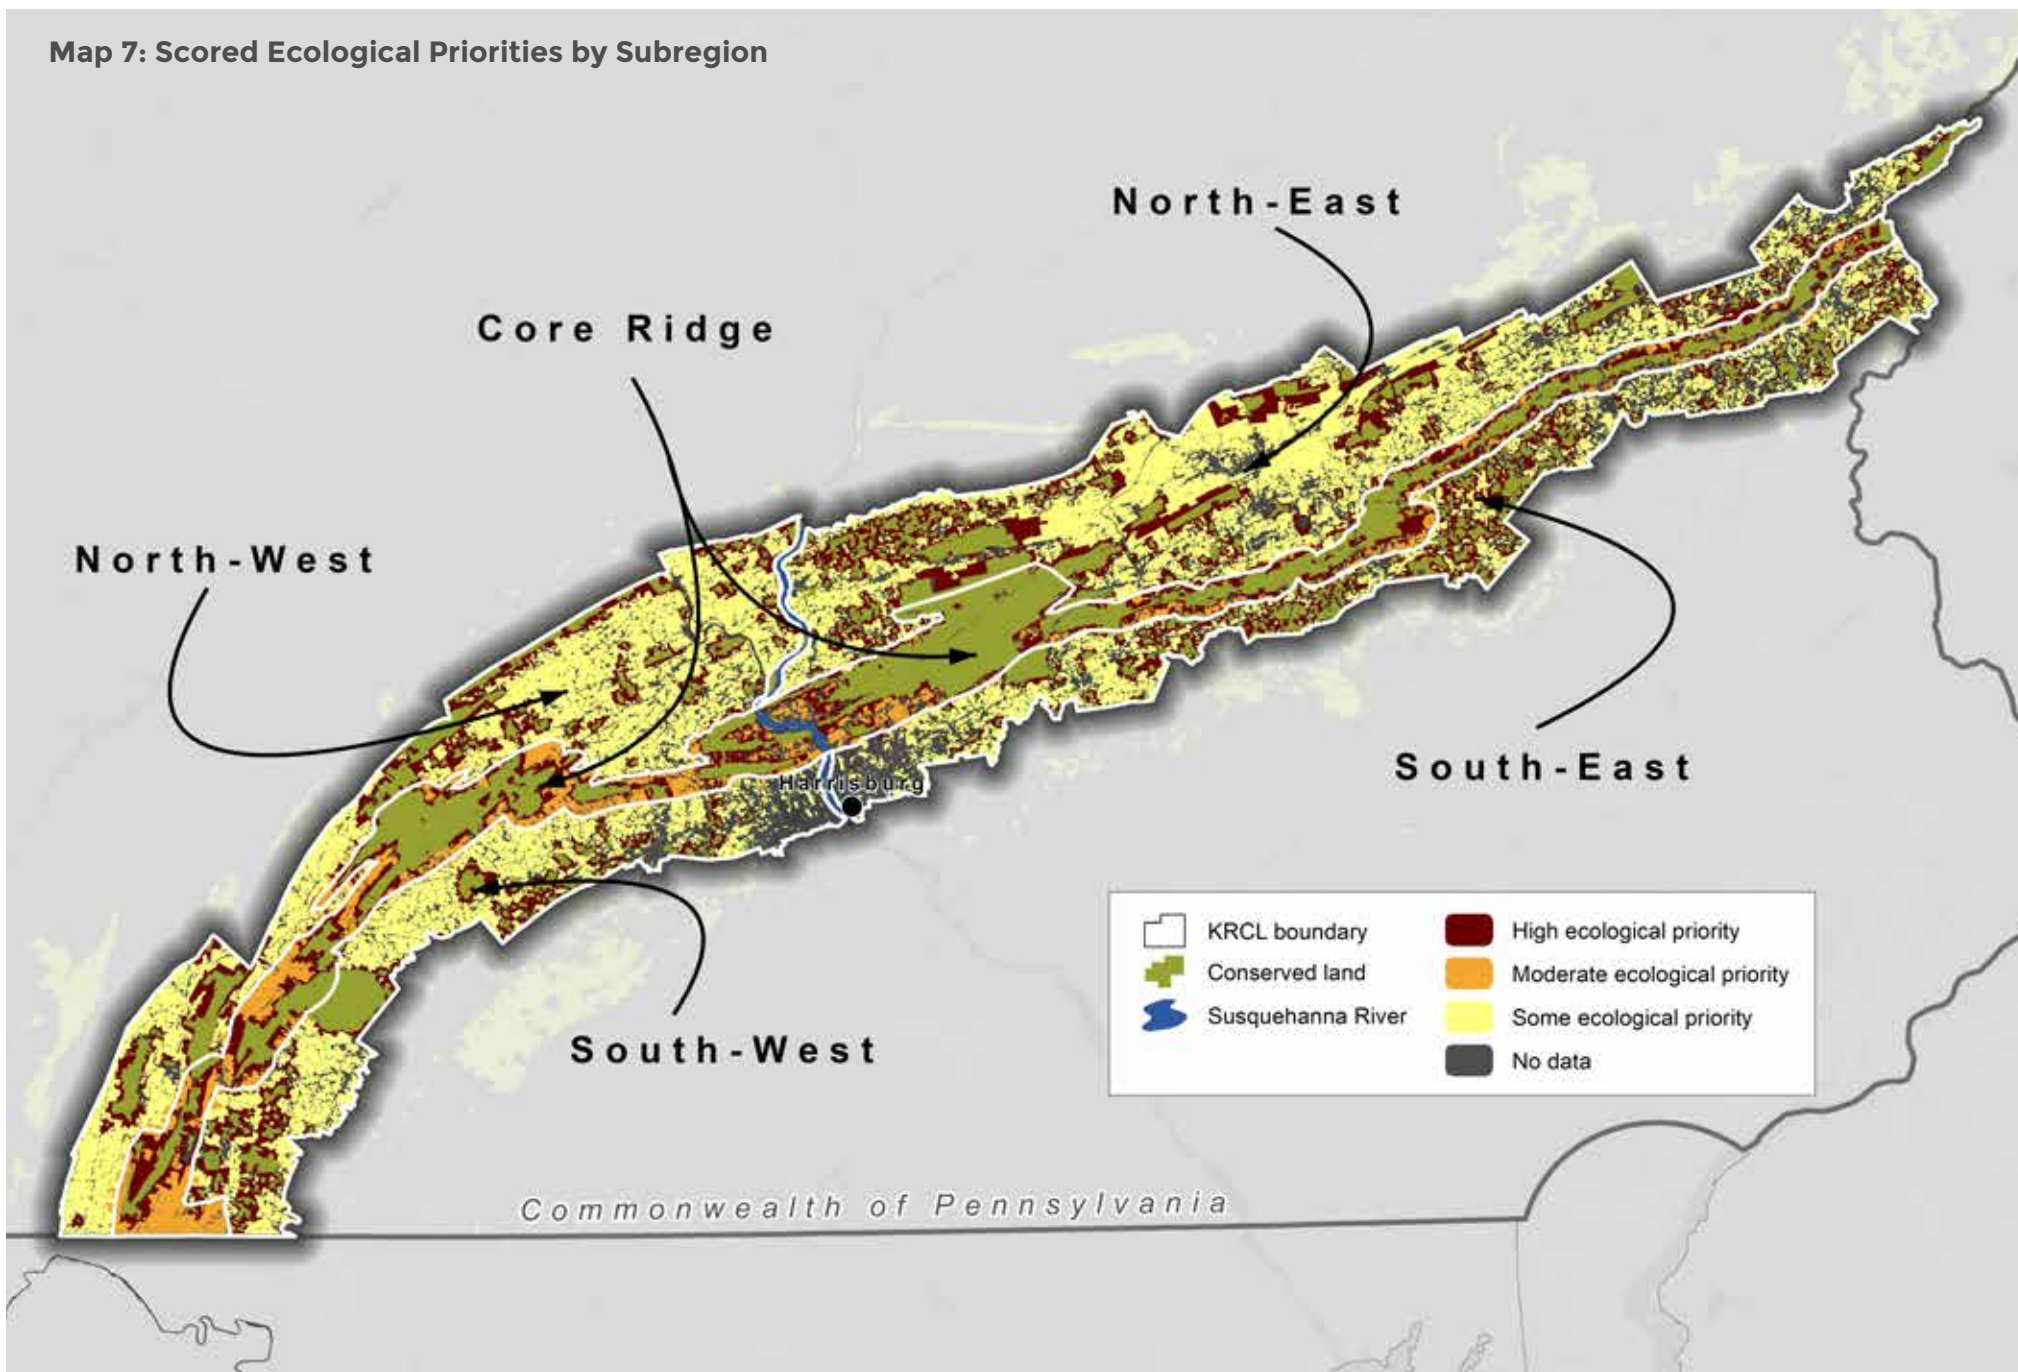 Map 7: Scored Ecological Priorities by Subregion
North-East
Core Ridge
North-West
South-East
Harrisburg
South-West
KRCL boundary
Conserved land
Susquehanna River
High ecological priority
Moderate ecological priority
Some ecological priority
No data
Commonwealth of Pennsylvania